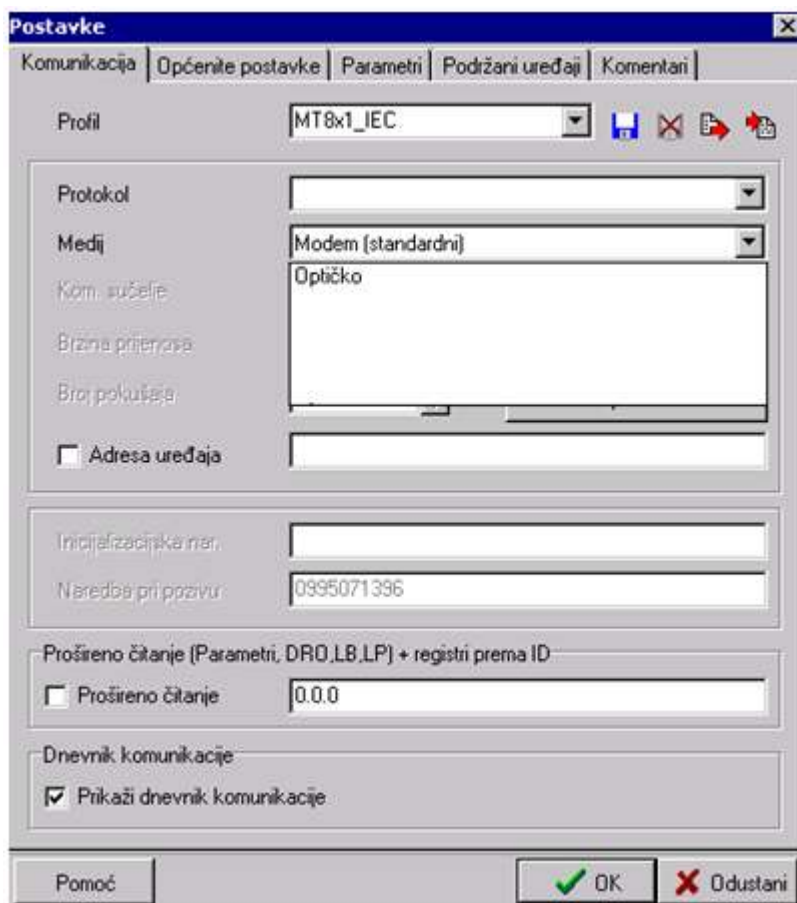 Postavke
Komunikacija Općenite postavke Parametri Podržani uređaji Komentari
Profil MT8x1_IEC
Protokol
Medij Modem (standardni)
Optičko
Kom. sučelje
Brzina prijenosa
Broj pokušaja
Adresa uređaja
Inicijalizacijska nar.
Naredba pri pozivu 0995071396
Prošireno čitanje (Parametri, DRO,LB,LP) + registri prema ID
Prošireno čitanje 0.0.0
Dnevnik komunikacije
Prikaži dnevnik komunikacije
Pomoć OK Odustani